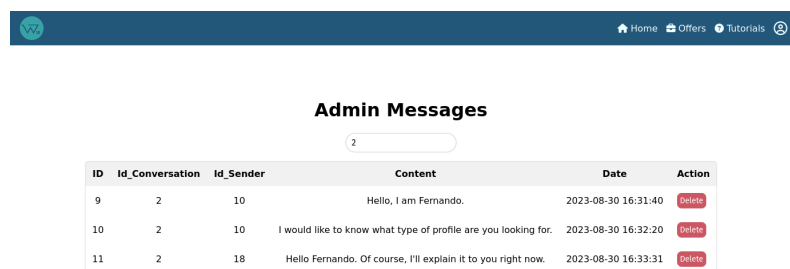 Home Offers Tutorials
Admin Messages
2
ID Id_Conversation Id_Sender Content Date Action
9 2 10 Hello, I am Fernando. 2023-08-30 16:31:40 Delete
10 2 10 I would like to know what type of profile are you looking for. 2023-08-30 16:32:20 Delete
11 2 18 Hello Fernando. Of course, I'll explain it to you right now. 2023-08-30 16:33:31 Delete